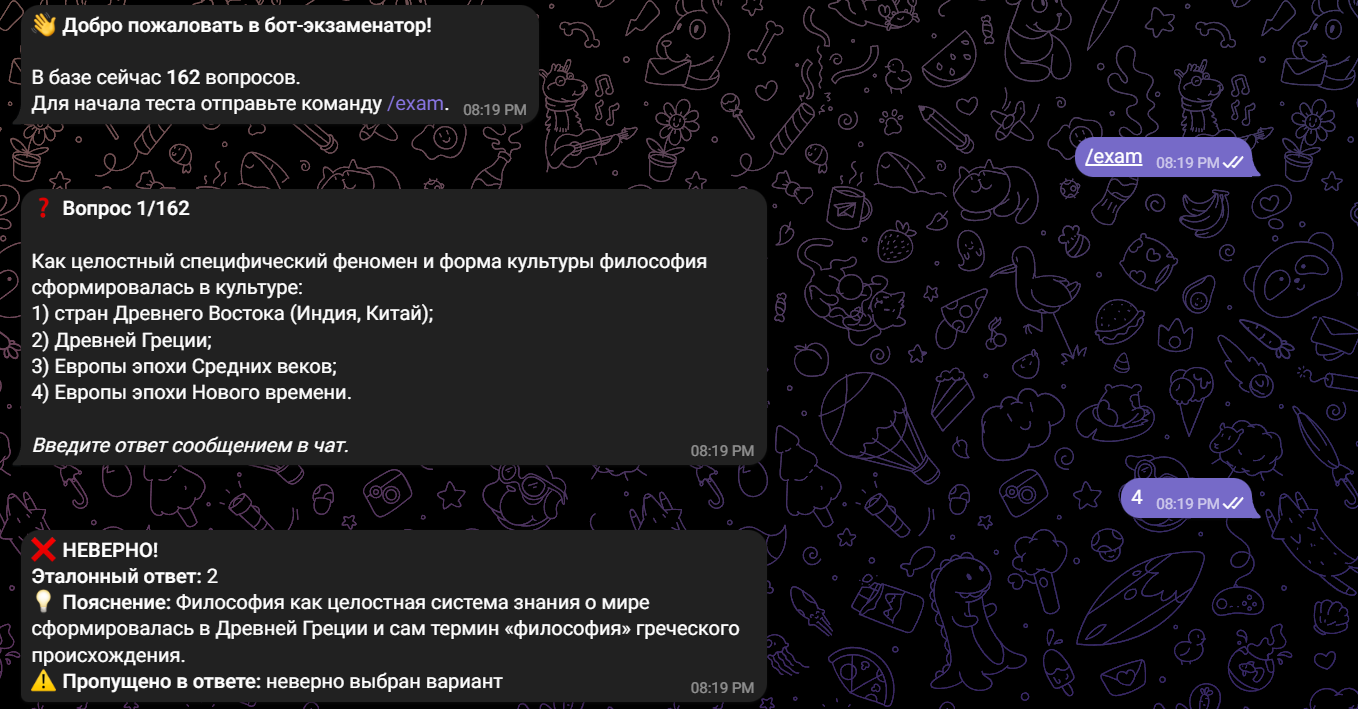 👋 Добро пожаловать в бот-экзаменатор!
В базе сейчас 162 вопросов.
Для начала теста отправьте команду /exam. 08:19 PM
/exam 08:19 PM
❓ Вопрос 1/162
Как целостный специфический феномен и форма культуры философия
сформировалась в культуре:
1) стран Древнего Востока (Индия, Китай);
2) Древней Греции;
3) Европы эпохи Средних веков;
4) Европы эпохи Нового времени.
Введите ответ сообщением в чат. 08:19 PM
4 08:19 PM
❌ НЕВЕРНО!
Эталонный ответ: 2
💡 Пояснение: Философия как целостная система знания о мире
сформировалась в Древней Греции и сам термин «философия» греческого
происхождения.
⚠️ Пропущено в ответе: неверно выбран вариант 08:19 PM